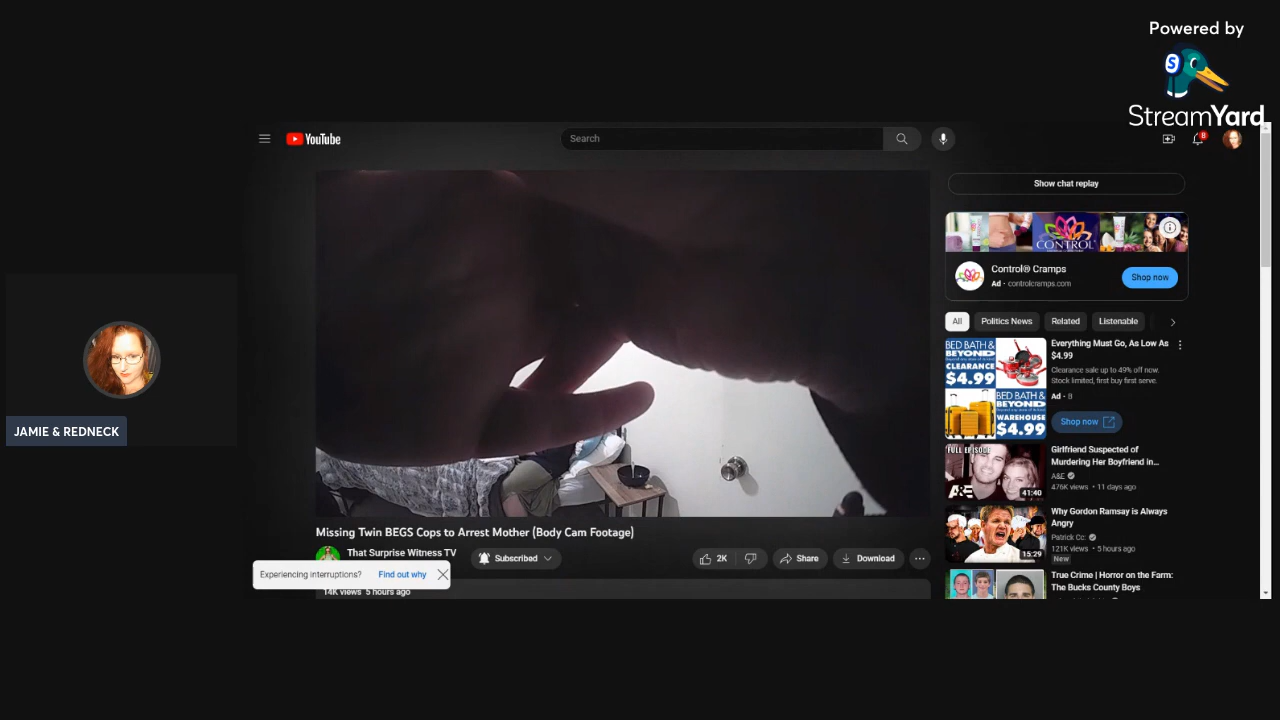 Powered by
StreamYard
YouTube
Search
8
Show chat replay
CONTROL
Control® Cramps
Ad · controlcramps.com
Shop now
All
Politics News
Related
Listenable
BED BATH &
BEYOND
CLEARANCE
$4.99
BED BATH &
BEYOND
WAREHOUSE
$4.99
Everything Must Go, As Low As
$4.99
Clearance sale up to 49% off now.
Stock limited, first buy first serve.
Ad · B
Shop now
FULL EPISODE
A&E
41:40
Girlfriend Suspected of
Murdering Her Boyfriend in...
A&E
476K views · 11 days ago
15:29
Why Gordon Ramsay is Always
Angry
Patrick Cc:
121K views · 5 hours ago
New
True Crime | Horror on the Farm:
The Bucks County Boys
JAMIE & REDNECK
Missing Twin BEGS Cops to Arrest Mother (Body Cam Footage)
That Surprise Witness TV
Subscribed
2K
Share
Download
Experiencing interruptions?
Find out why
14K views 5 hours ago